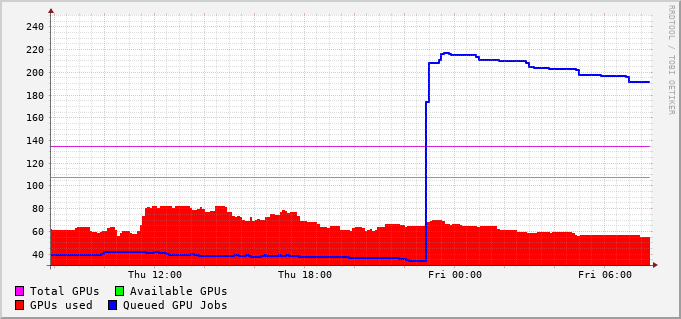 RRDTOOL / TOBI OETIKER
240
220
200
180
160
140
120
100
80
60
40
Thu 12:00 Thu 18:00 Fri 00:00 Fri 06:00
Total GPUs Available GPUs
GPUs used Queued GPU Jobs